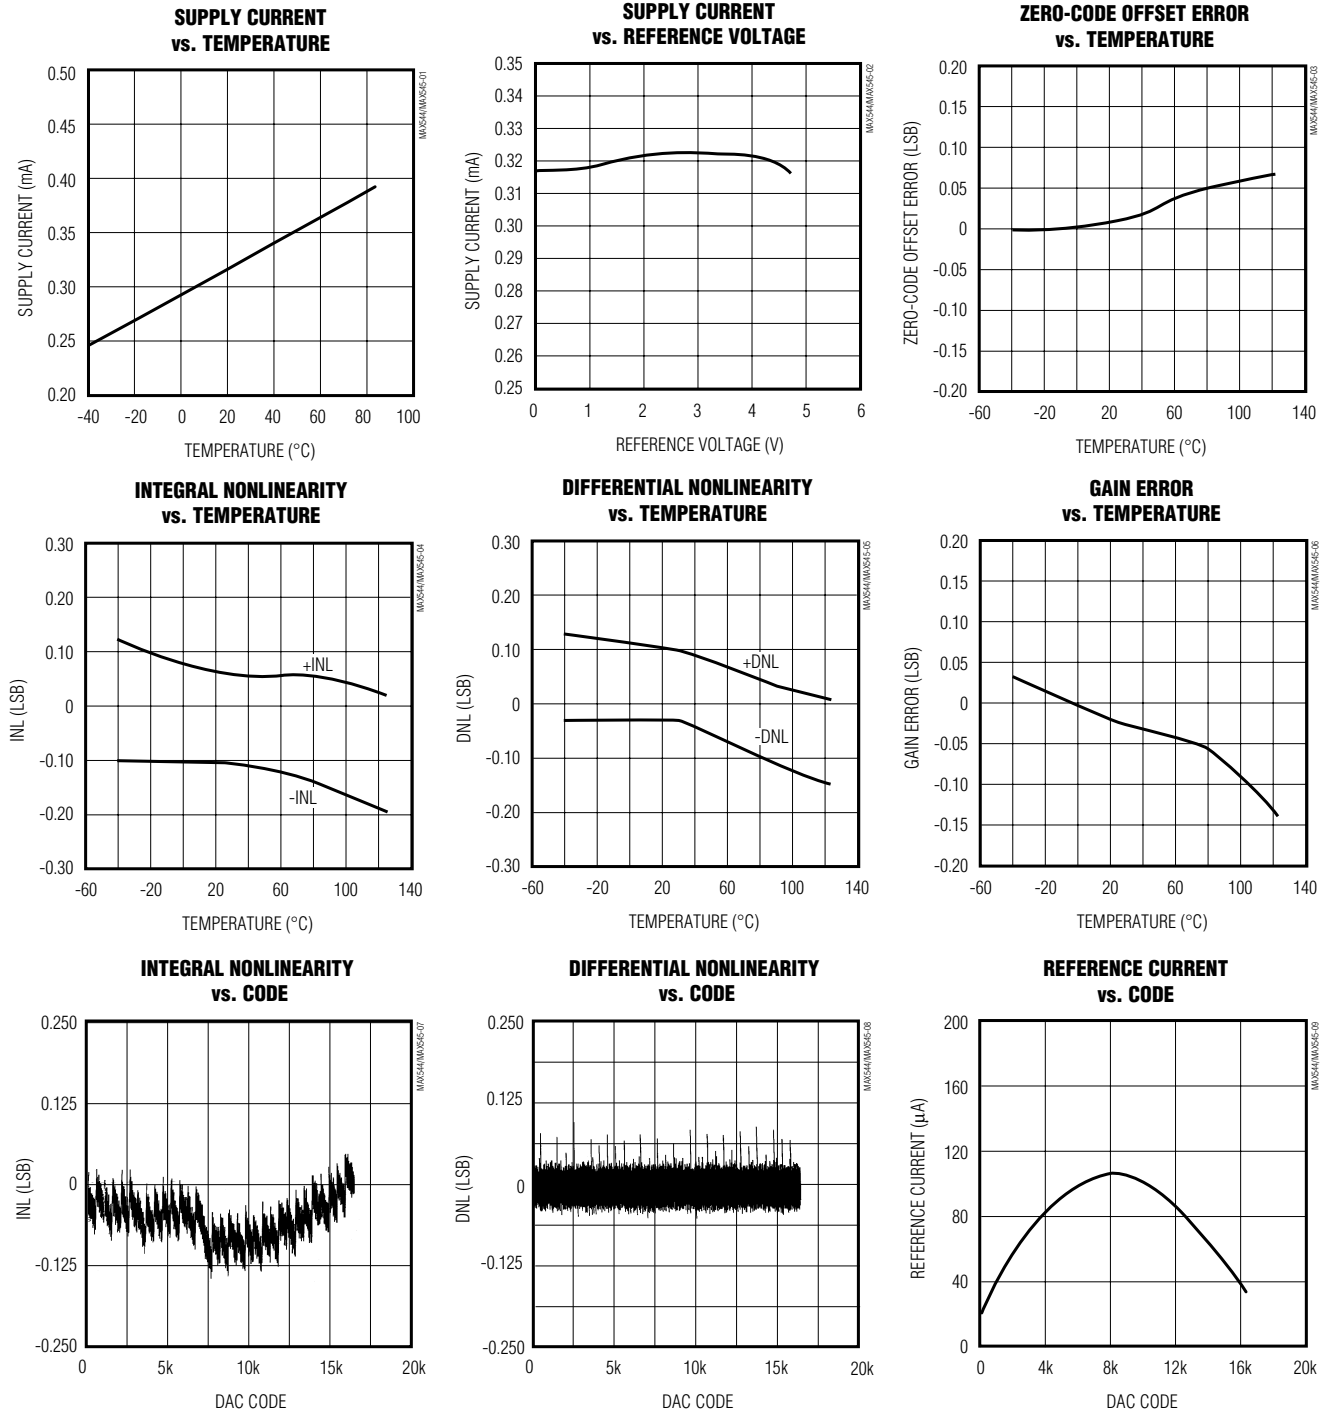 SUPPLY CURRENT
vs. TEMPERATURE
0.50
0.45
0.40
0.35
0.30
0.25
0.20
SUPPLY CURRENT (mA)
-40 -20 0 20 40 60 80 100
TEMPERATURE (°C)
MAX544/MAX545-01
SUPPLY CURRENT
vs. REFERENCE VOLTAGE
0.35
0.34
0.33
0.32
0.31
0.30
0.29
0.28
0.27
0.26
0.25
SUPPLY CURRENT (mA)
0 1 2 3 4 5 6
REFERENCE VOLTAGE (V)
MAX544/MAX545-02
ZERO-CODE OFFSET ERROR
vs. TEMPERATURE
0.20
0.15
0.10
0.05
0
-0.05
-0.10
-0.15
-0.20
ZERO-CODE OFFSET ERROR (LSB)
-60 -20 20 60 100 140
TEMPERATURE (°C)
MAX544/MAX545-03
INTEGRAL NONLINEARITY
vs. TEMPERATURE
0.30
0.20
0.10
0
-0.10
-0.20
-0.30
INL (LSB)
+INL
-INL
-60 -20 20 60 100 140
TEMPERATURE (°C)
MAX544/MAX545-04
DIFFERENTIAL NONLINEARITY
vs. TEMPERATURE
0.30
0.20
0.10
0
-0.10
-0.20
-0.30
DNL (LSB)
+DNL
-DNL
-60 -20 20 60 100 140
TEMPERATURE (°C)
MAX544/MAX545-05
GAIN ERROR
vs. TEMPERATURE
0.20
0.15
0.10
0.05
0
-0.05
-0.10
-0.15
-0.20
GAIN ERROR (LSB)
-60 -20 20 60 100 140
TEMPERATURE (°C)
MAX544/MAX545-06
INTEGRAL NONLINEARITY
vs. CODE
0.250
0.125
0
-0.125
-0.250
INL (LSB)
0 5k 10k 15k 20k
DAC CODE
MAX544/MAX545-07
DIFFERENTIAL NONLINEARITY
vs. CODE
0.250
0.125
0
-0.125
-0.250
DNL (LSB)
0 5k 10k 15k 20k
DAC CODE
MAX544/MAX545-08
REFERENCE CURRENT
vs. CODE
200
160
120
80
40
0
REFERENCE CURRENT (µA)
0 4k 8k 12k 16k 20k
DAC CODE
MAX544/MAX545-09